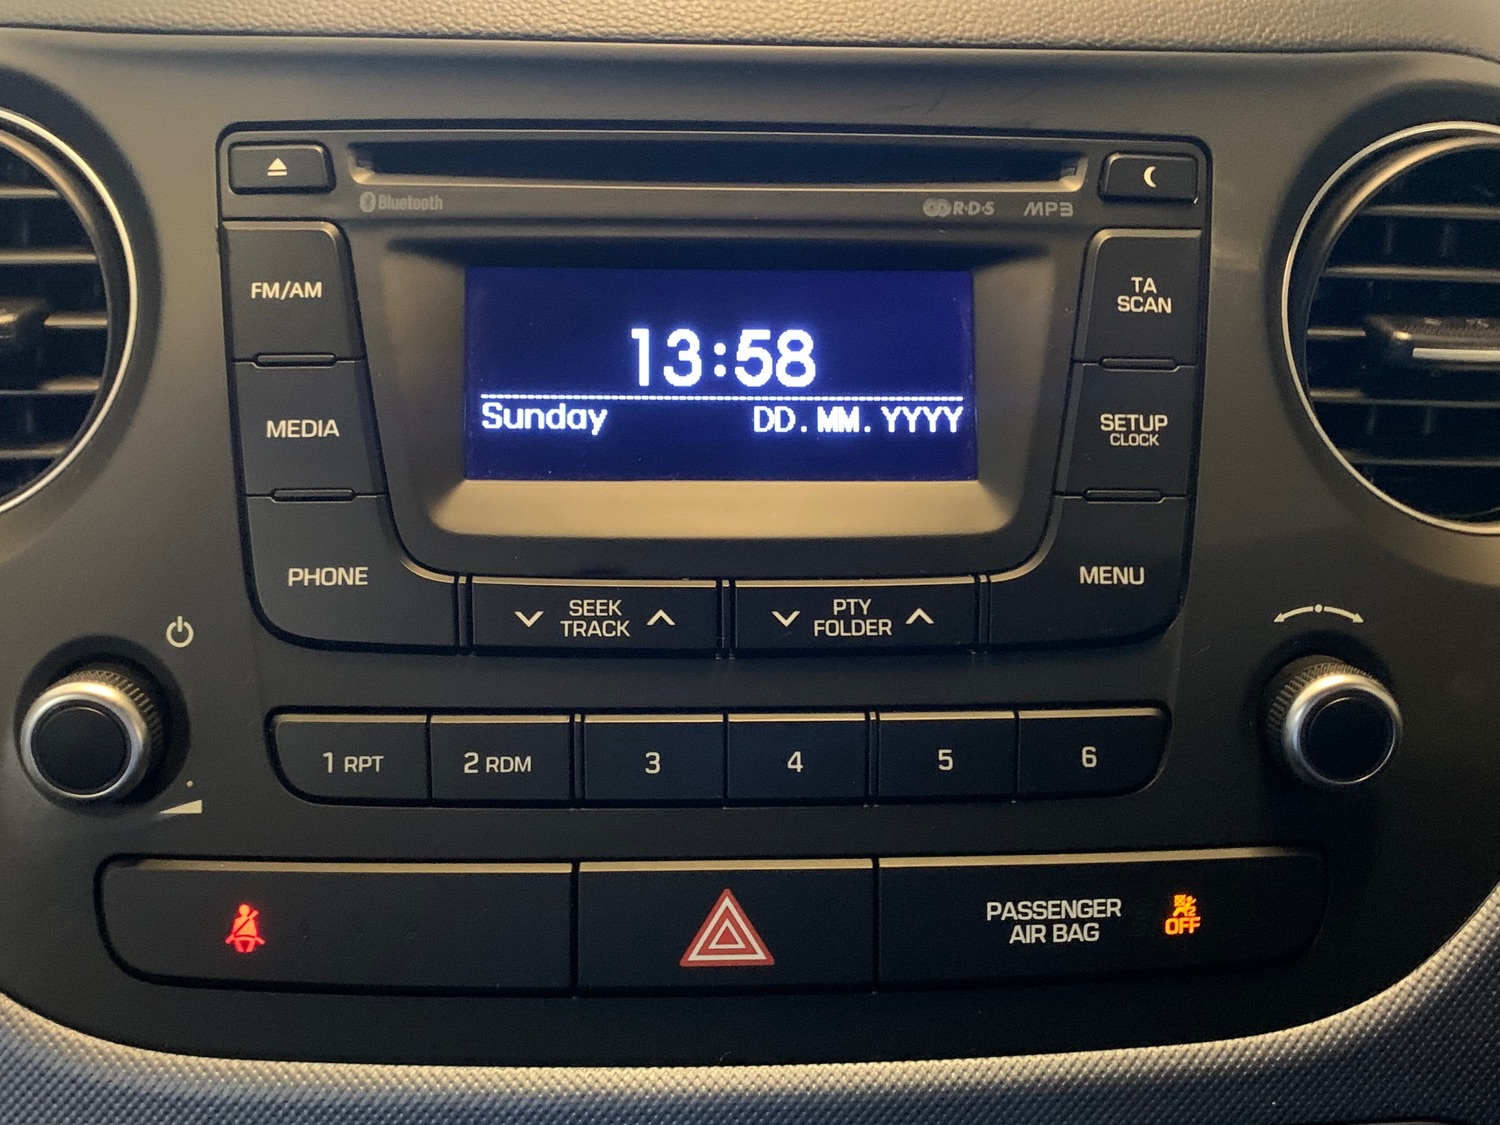 Bluetooth
R·D·S
MP3
FM/AM
TA
SCAN
13:58
Sunday
DD.MM.YYYY
MEDIA
SETUP
CLOCK
PHONE
SEEK
TRACK
PTY
FOLDER
MENU
1 RPT
2 RDM
3
4
5
6
PASSENGER
AIR BAG
OFF